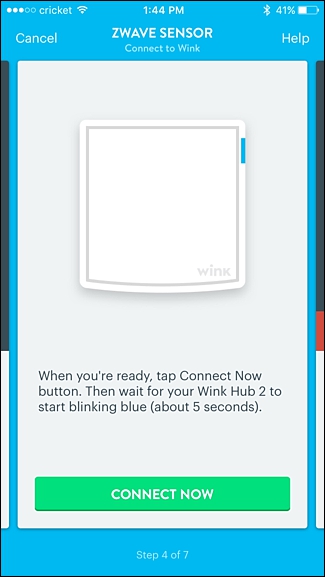 cricket 1:44 PM 41%
Cancel ZWAVE SENSOR Help
Connect to Wink
wink
When you're ready, tap Connect Now
button. Then wait for your Wink Hub 2 to
start blinking blue (about 5 seconds).
CONNECT NOW
Step 4 of 7